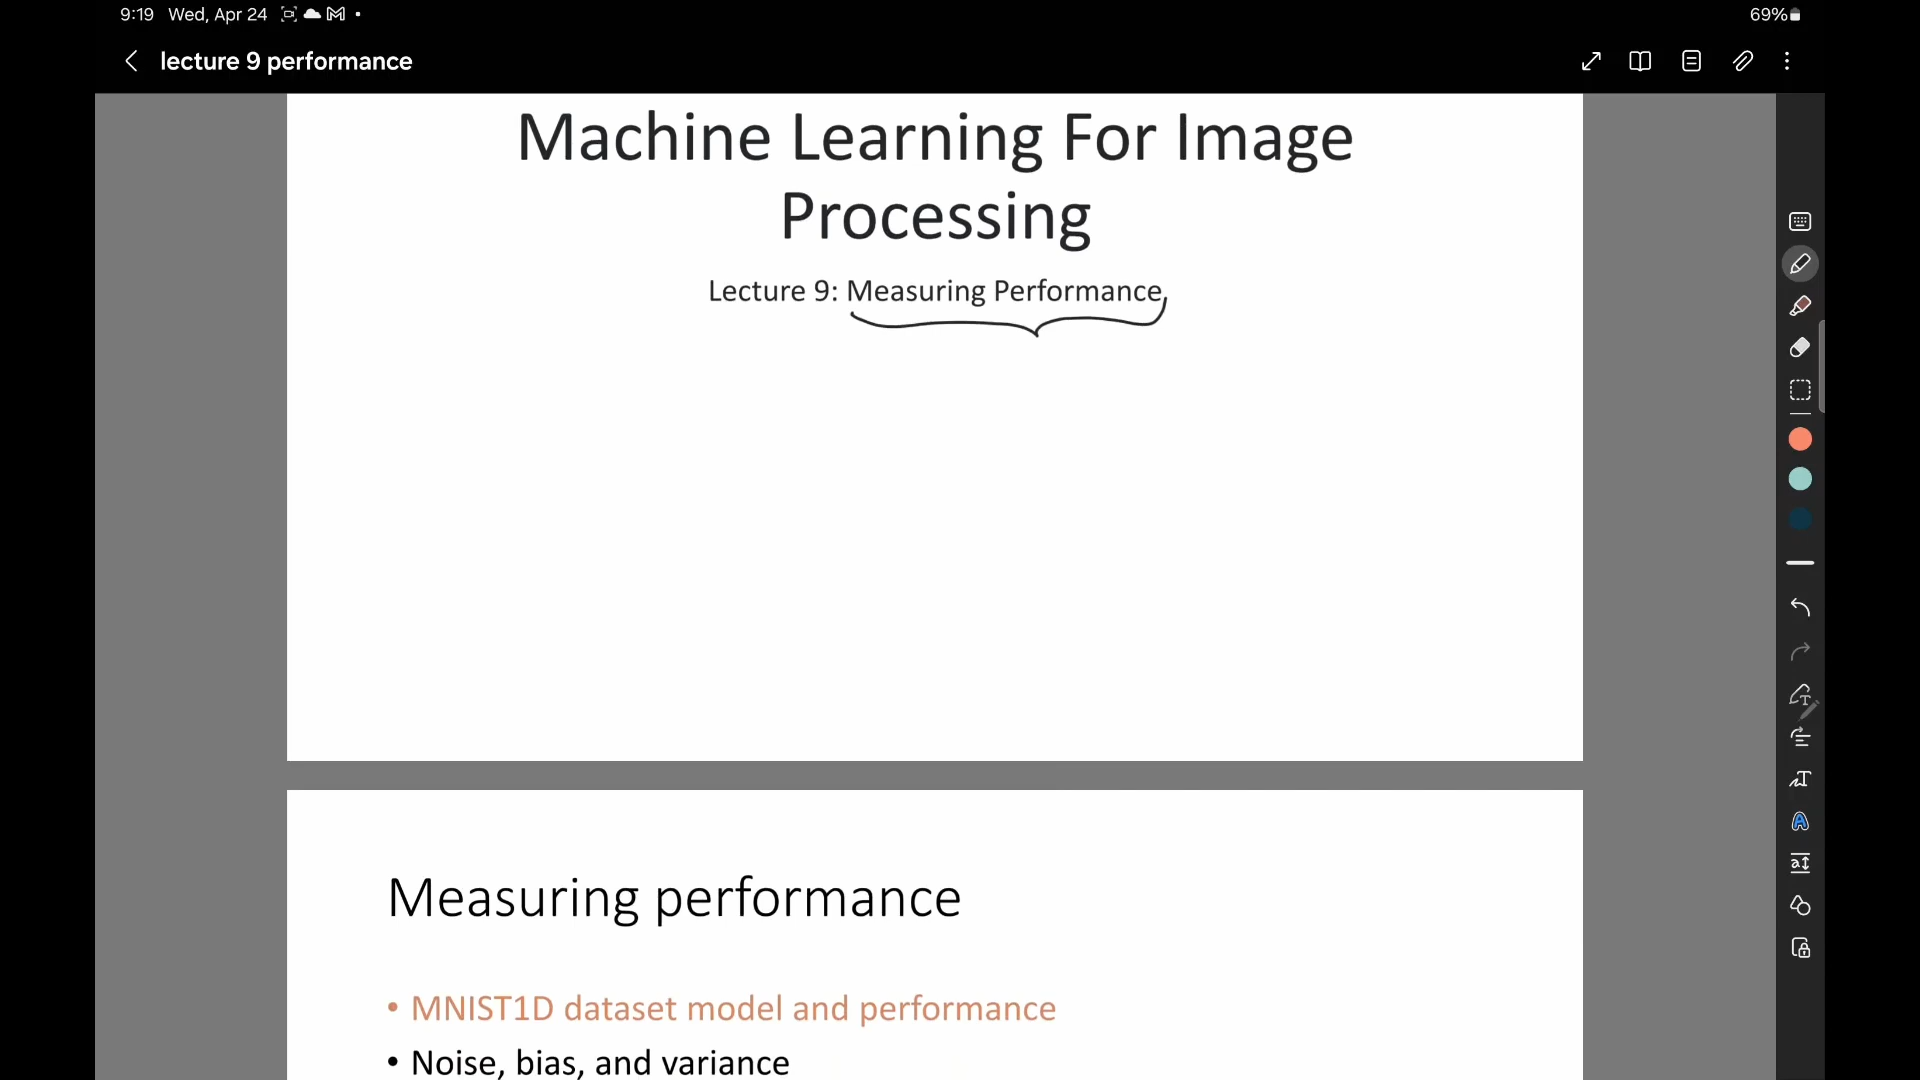 9:19 Wed, Apr 24
69%
lecture 9 performance
Machine Learning For Image
Processing
Lecture 9: Measuring Performance
Measuring performance
• MNIST1D dataset model and performance
• Noise, bias, and variance